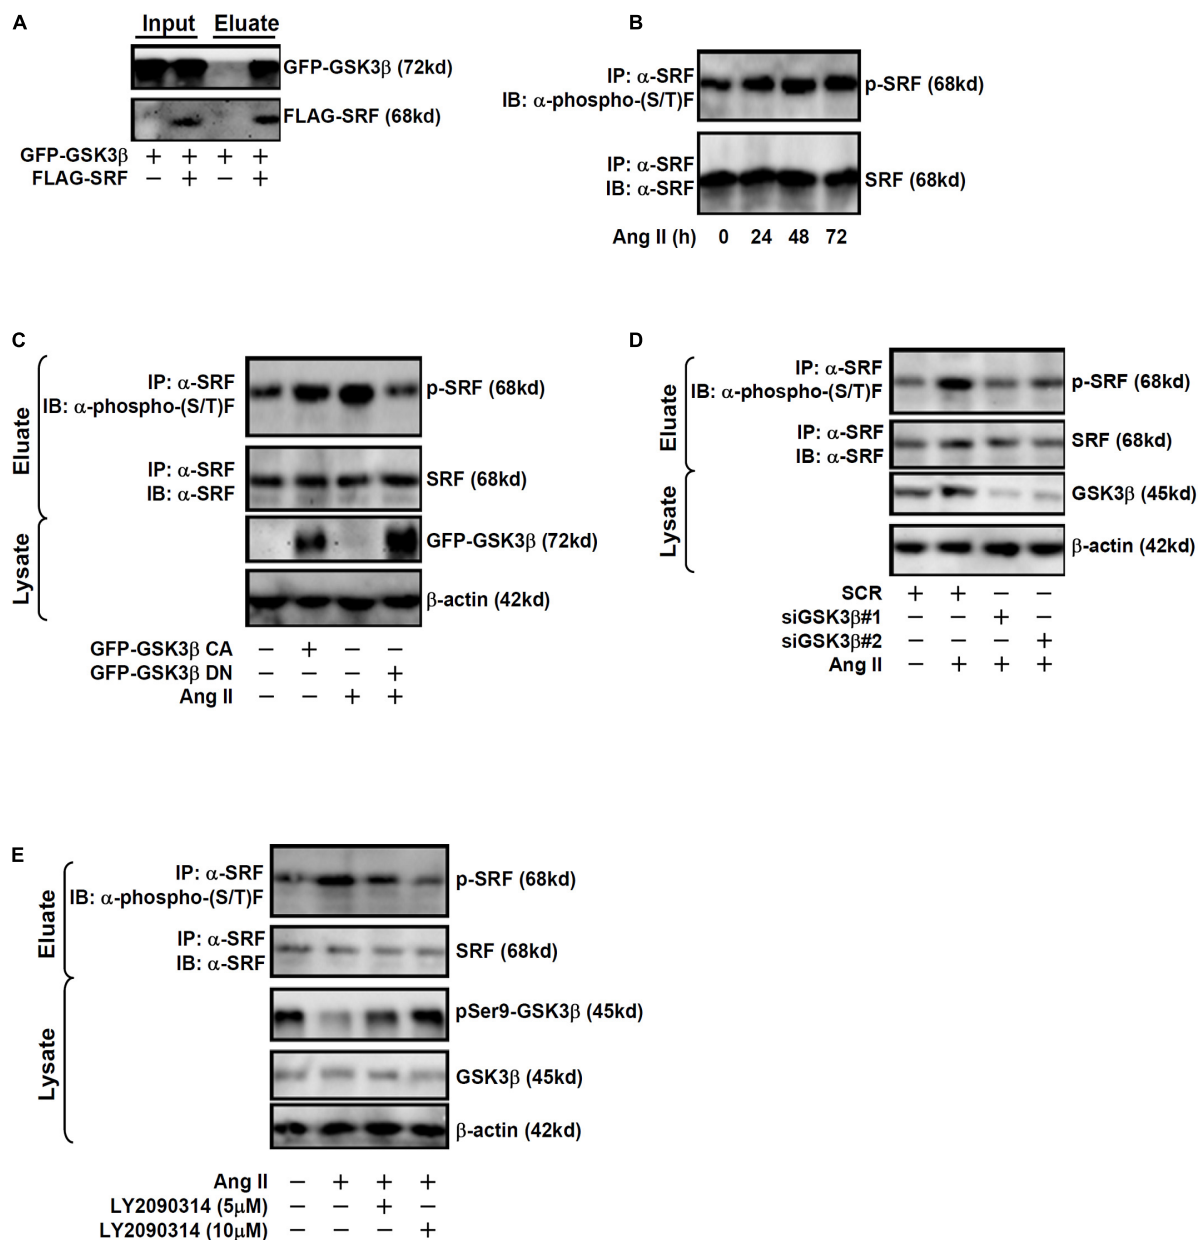 A
Input Eluate
GFP-GSK3β (72kd)
FLAG-SRF (68kd)
GFP-GSK3β + + + +
FLAG-SRF − + − +
B
IP: α-SRF
IB: α-phospho-(S/T)F
p-SRF (68kd)
IP: α-SRF
IB: α-SRF
SRF (68kd)
Ang II (h) 0 24 48 72
C
Eluate
IP: α-SRF
IB: α-phospho-(S/T)F
p-SRF (68kd)
IP: α-SRF
IB: α-SRF
SRF (68kd)
Lysate
GFP-GSK3β (72kd)
β-actin (42kd)
GFP-GSK3β CA − + − −
GFP-GSK3β DN − − − +
Ang II − − + +
D
Eluate
IP: α-SRF
IB: α-phospho-(S/T)F
p-SRF (68kd)
IP: α-SRF
IB: α-SRF
SRF (68kd)
Lysate
GSK3β (45kd)
β-actin (42kd)
SCR + + − −
siGSK3β#1 − − + −
siGSK3β#2 − − − +
Ang II − + + +
E
Eluate
IP: α-SRF
IB: α-phospho-(S/T)F
p-SRF (68kd)
IP: α-SRF
IB: α-SRF
SRF (68kd)
Lysate
pSer9-GSK3β (45kd)
GSK3β (45kd)
β-actin (42kd)
Ang II − + + +
LY2090314 (5μM) − − + −
LY2090314 (10μM) − − − +